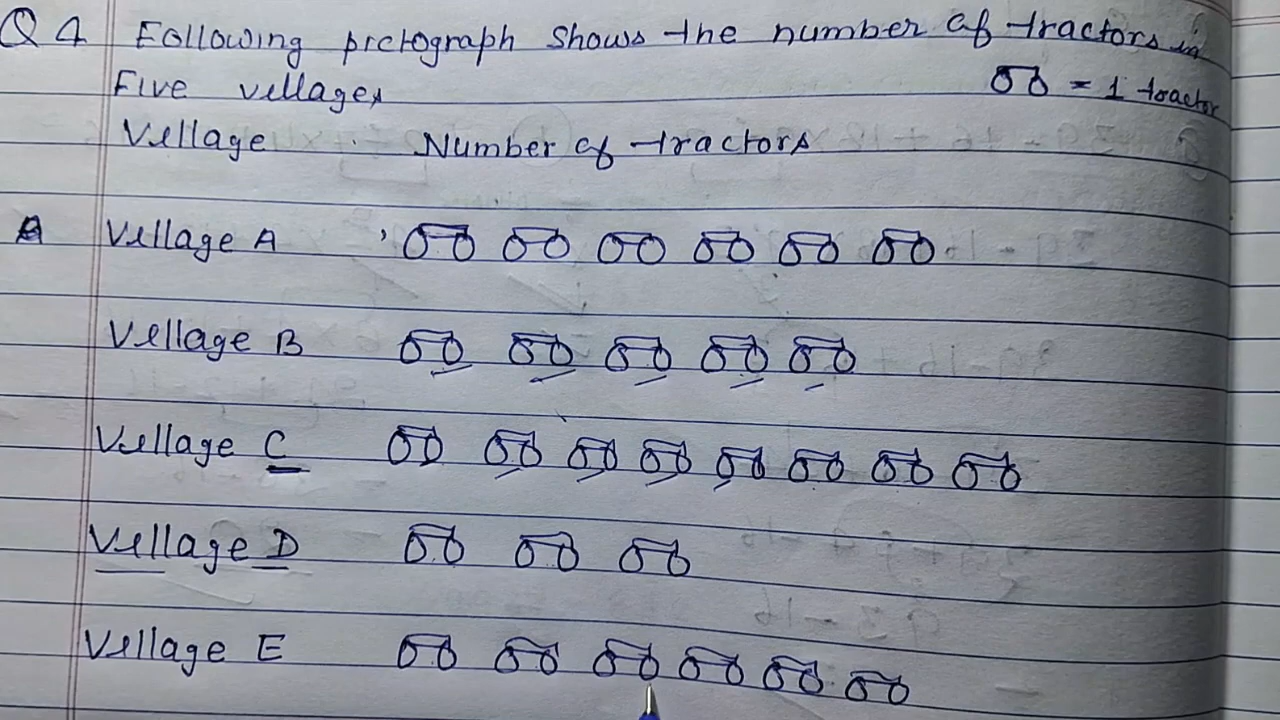 Q 4 Following pictograph shows the number of tractors in
Five villages = 1 tractor
Village Number of tractors
A Village A
Village B
Village C
Village D
Village E